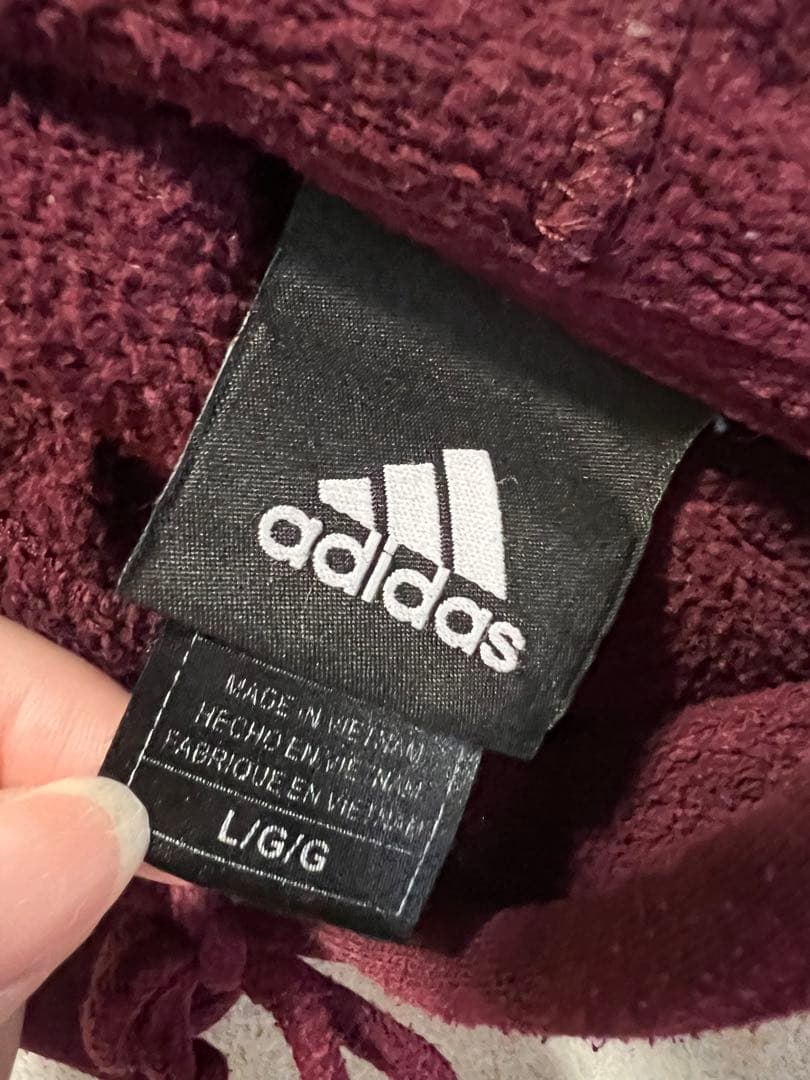 adidas
MADE IN VIETNAM
HECHO EN VIETNAM
FABRIQUE EN VIETNAM
L/G/G